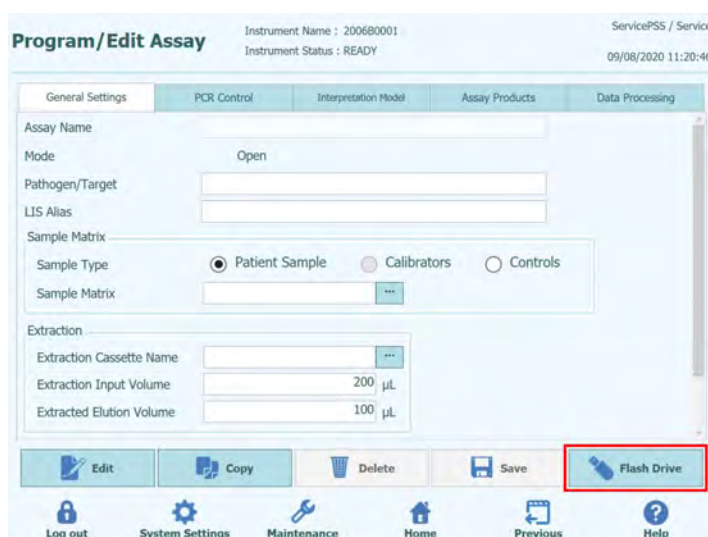 Program/Edit Assay
Instrument Name : 2006B0001
Instrument Status : READY
ServicePSS / Service
09/08/2020 11:20:46
General Settings PCR Control Interpretation Model Assay Products Data Processing
Assay Name
Mode Open
Pathogen/Target
LIS Alias
Sample Matrix
Sample Type Patient Sample Calibrators Controls
Sample Matrix ...
Extraction
Extraction Cassette Name ...
Extraction Input Volume 200 µL
Extracted Elution Volume 100 µL
Edit Copy Delete Save Flash Drive
Log out System Settings Maintenance Home Previous Help